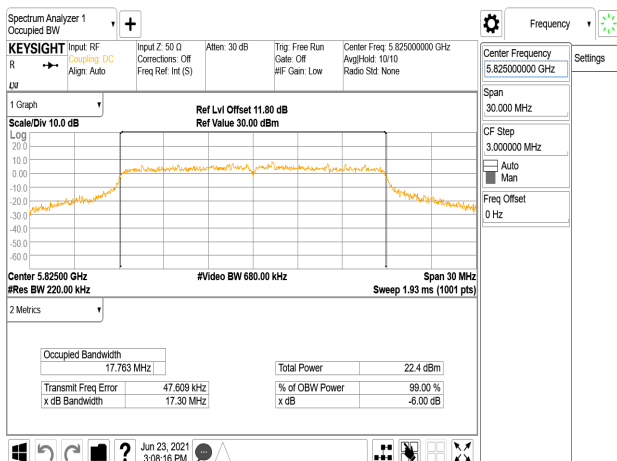 Spectrum Analyzer 1
Occupied BW
Frequency
KEYSIGHT
R
Input: RF
Coupling: DC
Align: Auto
Input Z: 50 Ω
Corrections: Off
Freq Ref: Int (S)
Atten: 30 dB
Trig: Free Run
Gate: Off
#IF Gain: Low
Center Freq: 5.825000000 GHz
Avg|Hold: 10/10
Radio Std: None
Center Frequency
5.825000000 GHz
Settings
Span
30.000 MHz
CF Step
3.000000 MHz
Auto
Man
Freq Offset
0 Hz
1 Graph
Scale/Div 10.0 dB
Ref Lvl Offset 11.80 dB
Ref Value 30.00 dBm
Log
20.0
10.0
0.00
-10.0
-20.0
-30.0
-40.0
-50.0
-60.0
Center 5.82500 GHz
#Video BW 680.00 kHz
Span 30 MHz
#Res BW 220.00 kHz
Sweep 1.93 ms (1001 pts)
2 Metrics
Occupied Bandwidth
17.763 MHz
Total Power 22.4 dBm
Transmit Freq Error 47.609 kHz
% of OBW Power 99.00 %
x dB Bandwidth 17.30 MHz
x dB -6.00 dB
?
Jun 23, 2021
3:08:16 PM